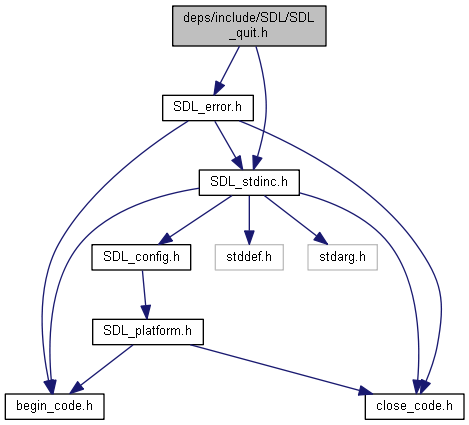 deps/include/SDL/SDL
_quit.h
SDL_error.h
SDL_stdinc.h
SDL_config.h
stddef.h
stdarg.h
SDL_platform.h
begin_code.h
close_code.h